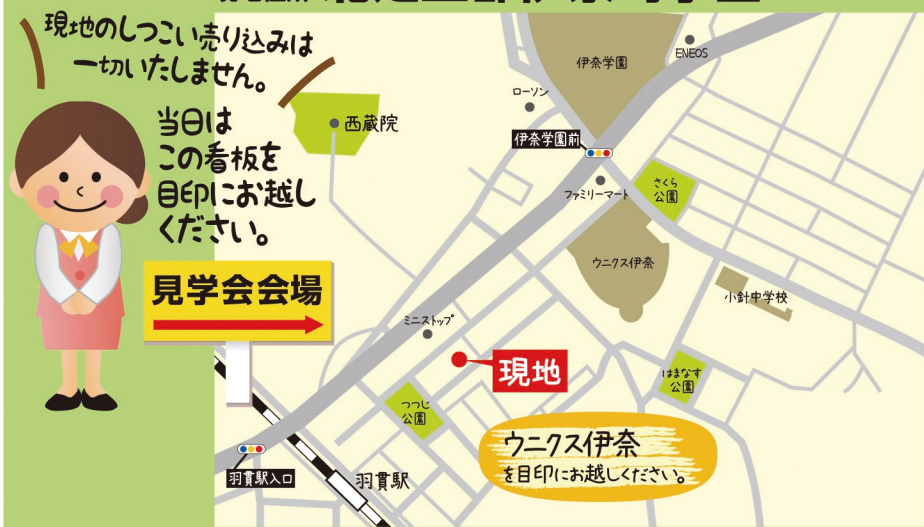 現地のしつこい売り込みは
一切いたしません。
当日は
この看板を
目印にお越し
ください。
見学会会場
伊奈学園
ENEOS
ローソン
西蔵院
伊奈学園前
ファミリーマート
さくら
公園
ウニクス伊奈
小針中学校
ミニストップ
現地
はまなす
公園
つつじ
公園
ウニクス伊奈
を目印にお越しください。
羽貫駅入口
羽貫駅